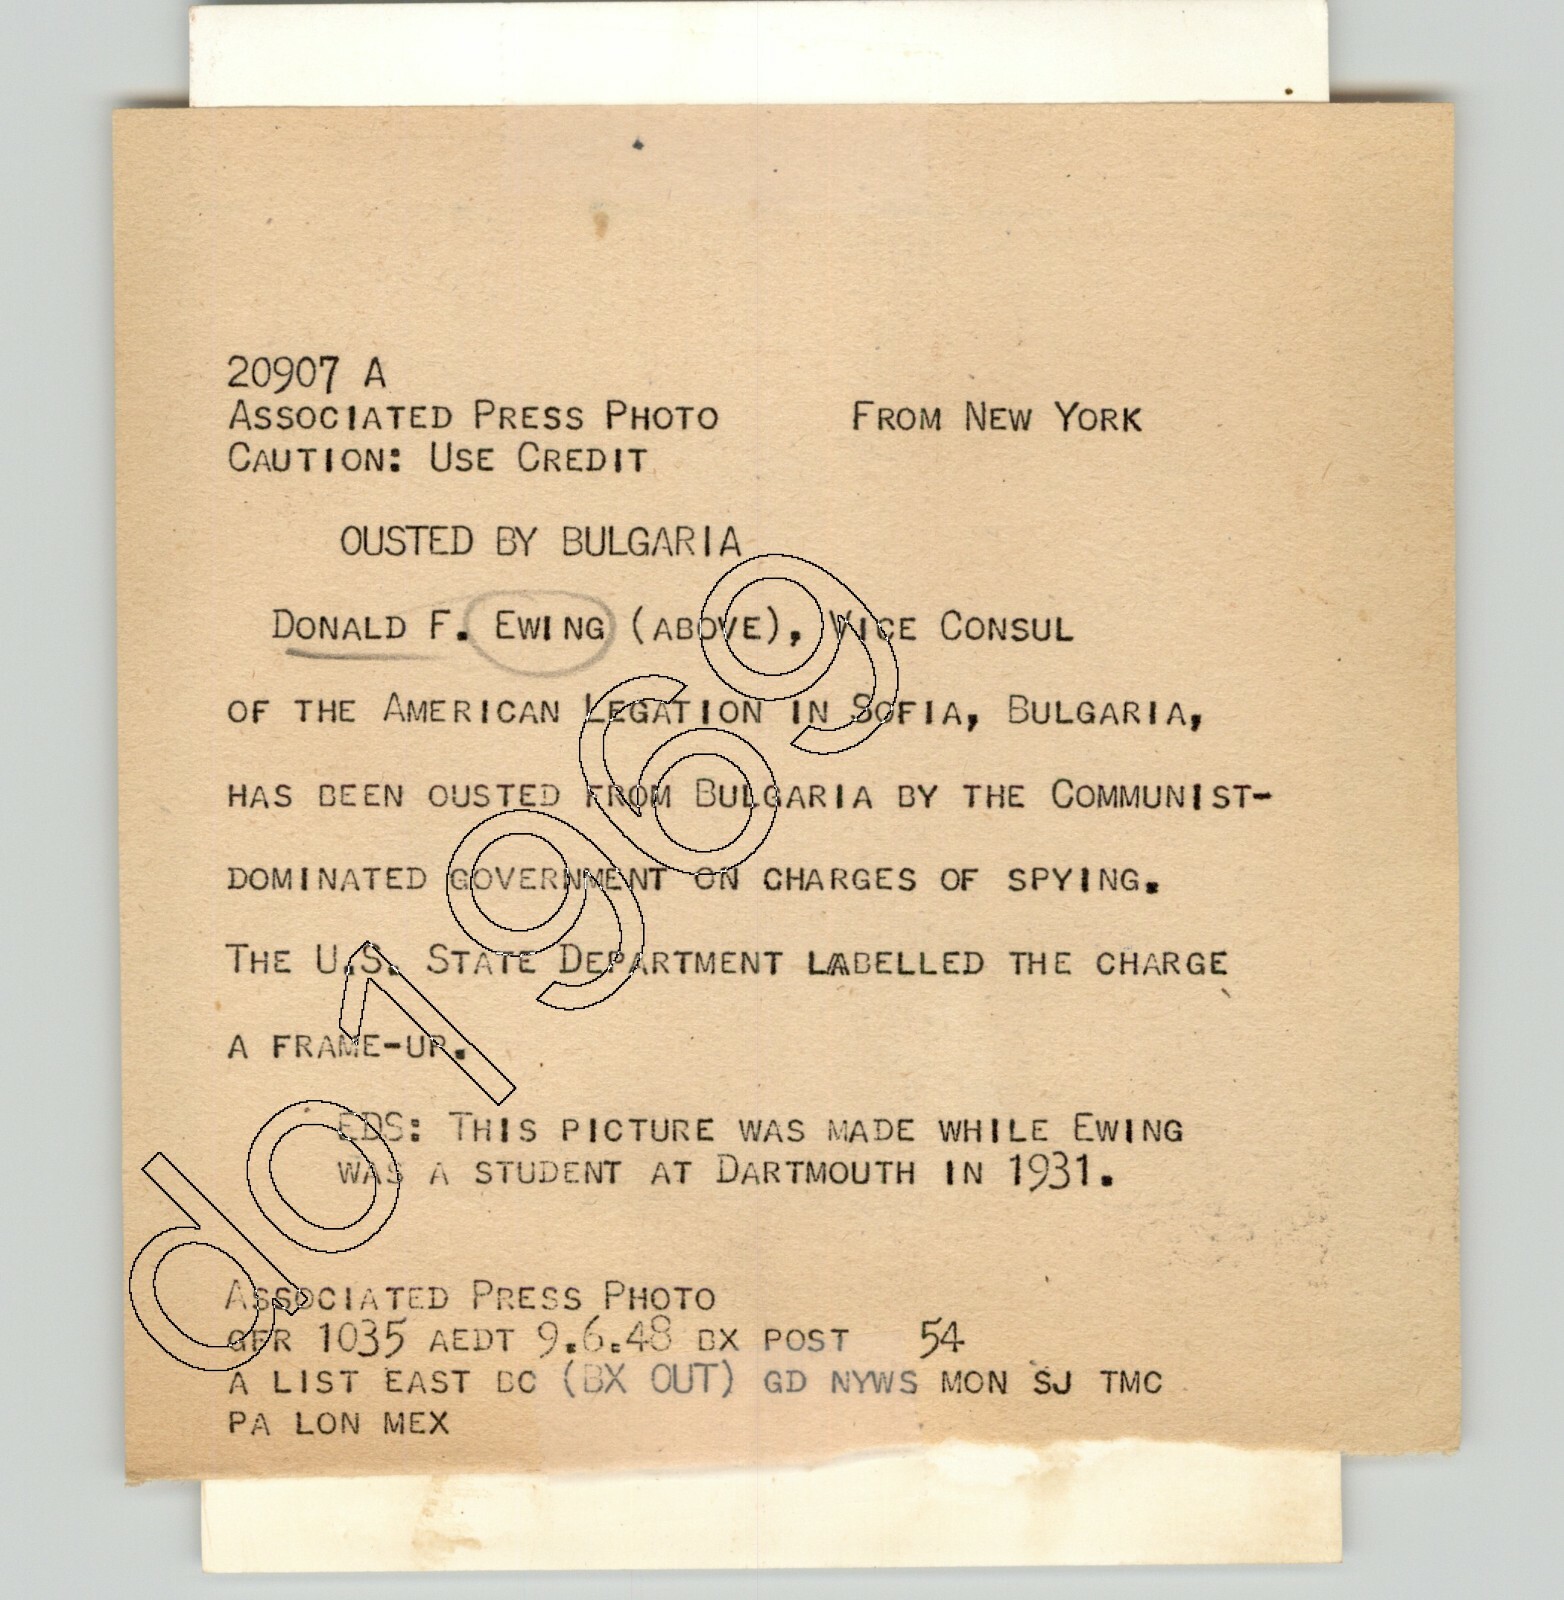 20907 A
ASSOCIATED PRESS PHOTO FROM NEW YORK
CAUTION: USE CREDIT
OUSTED BY BULGARIA
DONALD F. EWING (ABOVE), VICE CONSUL
OF THE AMERICAN LEGATION IN SOFIA, BULGARIA,
HAS BEEN OUSTED FROM BULGARIA BY THE COMMUNIST-
DOMINATED GOVERNMENT ON CHARGES OF SPYING.
THE U.S. STATE DEPARTMENT LABELLED THE CHARGE
A FRAME-UP.
EDS: THIS PICTURE WAS MADE WHILE EWING
WAS A STUDENT AT DARTMOUTH IN 1931.
ASSOCIATED PRESS PHOTO
GFR 1035 AEDT 9.6.48 BX POST 54
A LIST EAST BC (BX OUT) GD NYWS MON SJ TMC
PA LON MEX
do1969